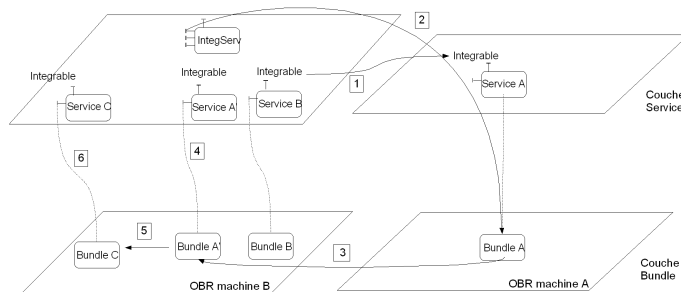 2
IntegServ
Integrable
Integrable
Integrable
Integrable
1
Service A
Service C
Service A'
Service B
Couche
Service
6
4
5
3
Bundle C
Bundle A'
Bundle B
Bundle A
OBR machine B
OBR machine A
Couche
Bundle